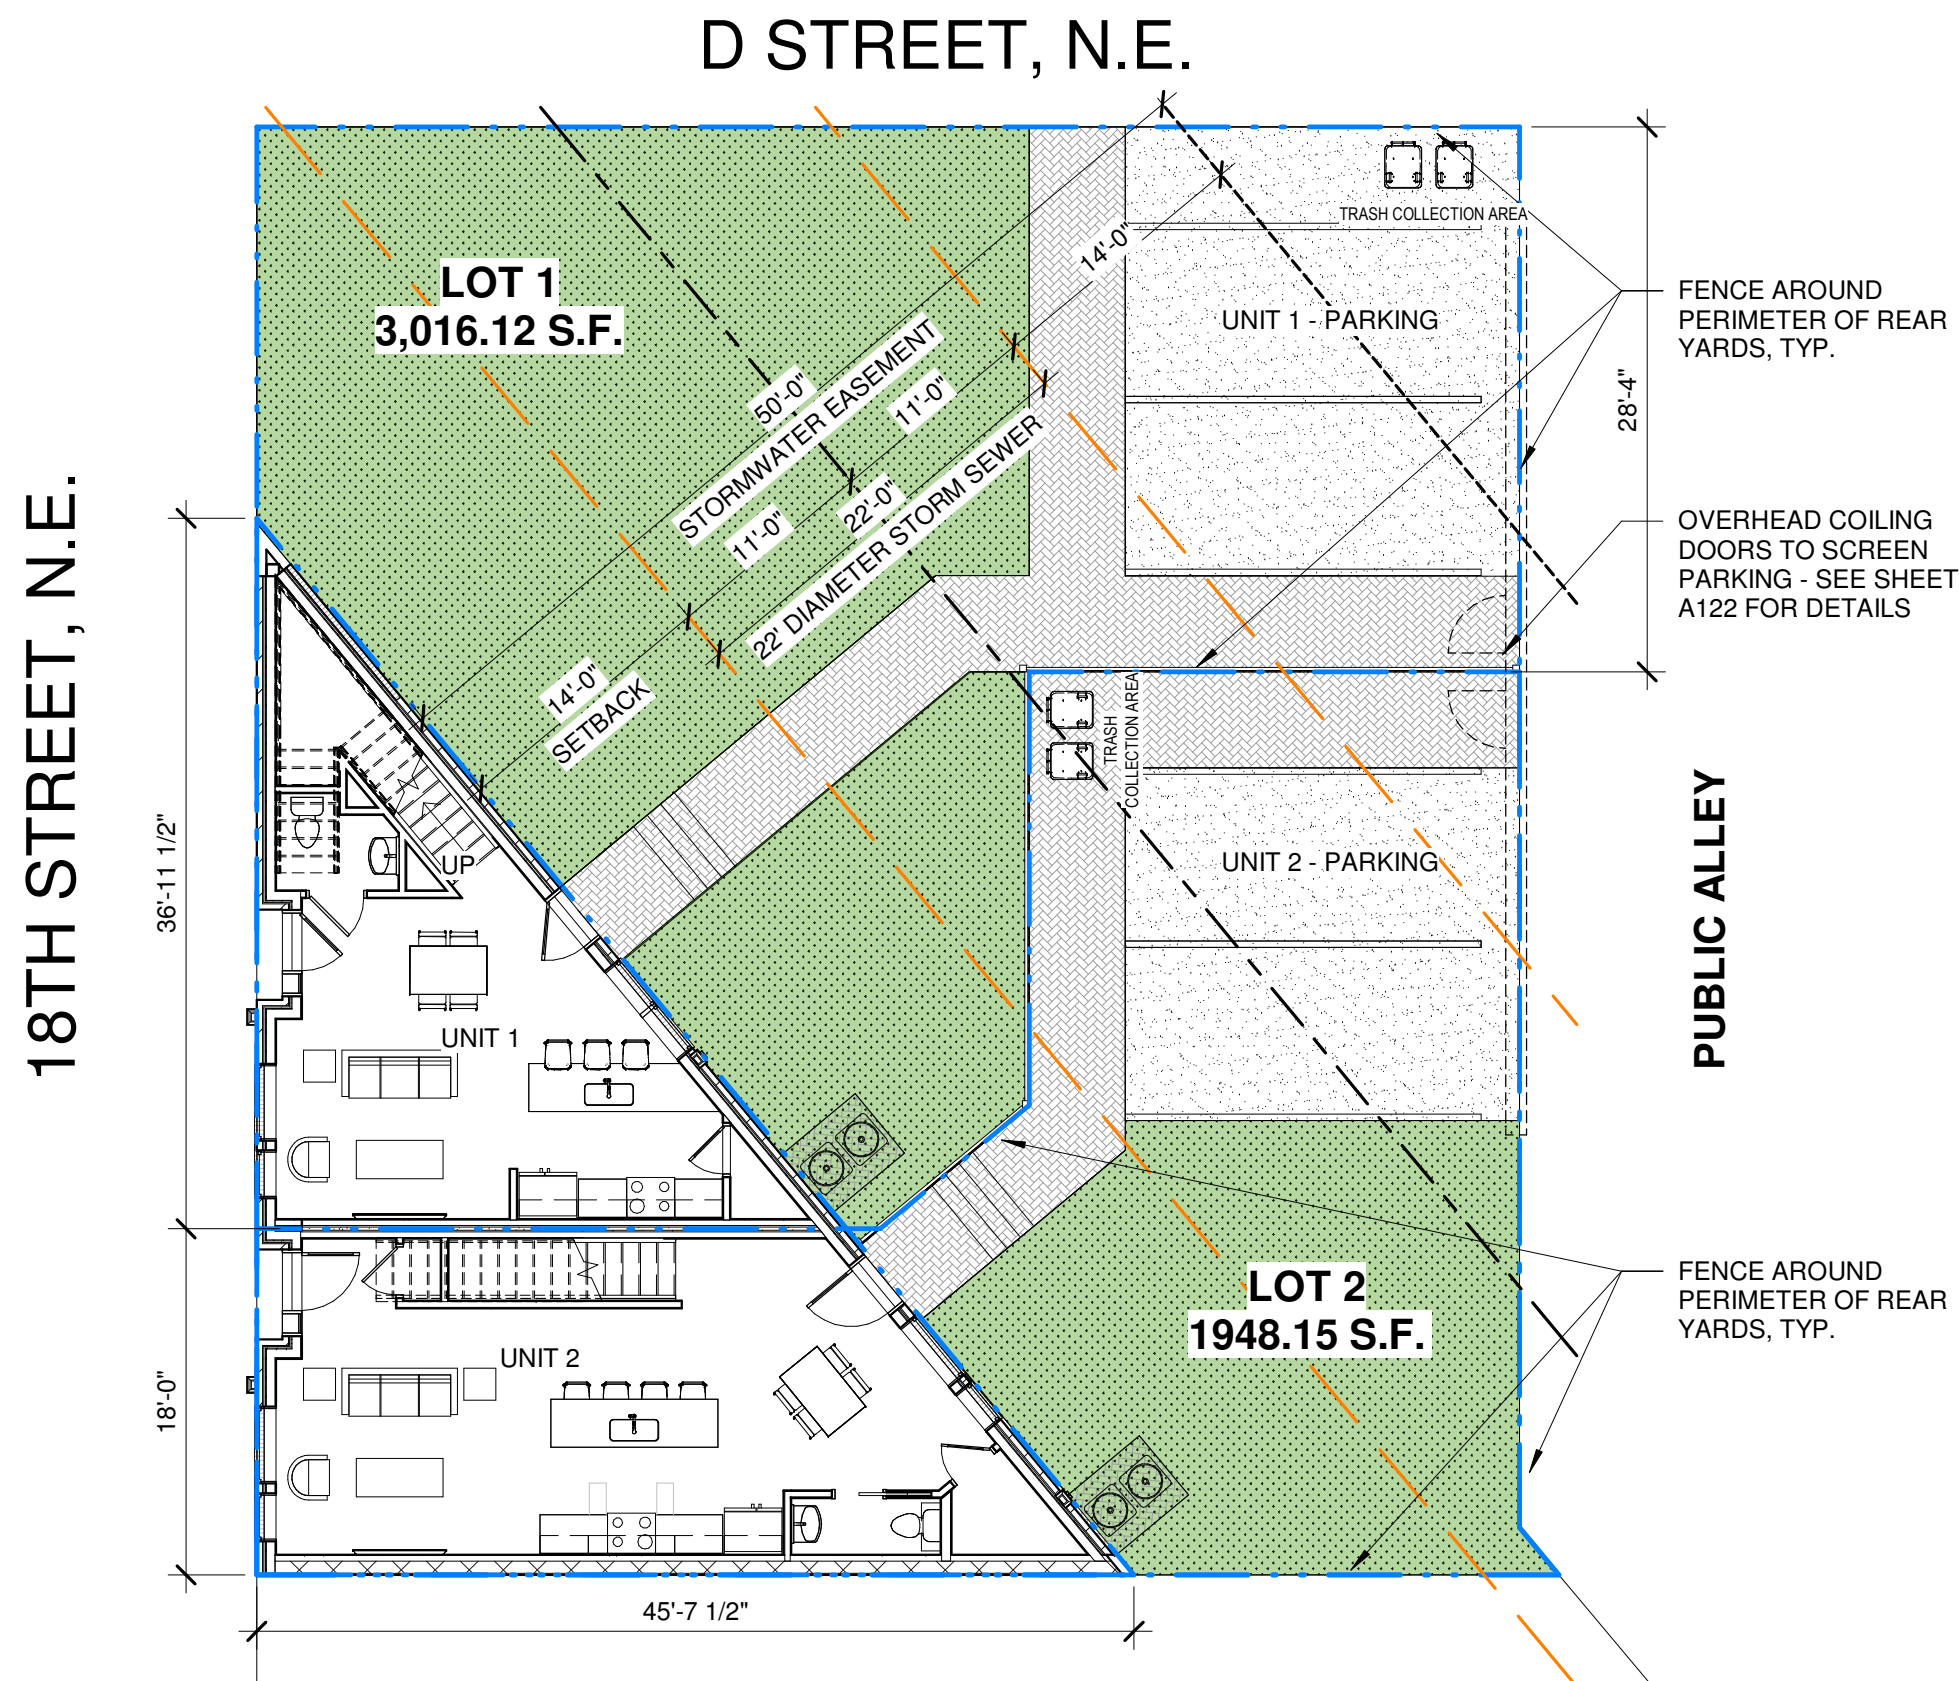 D STREET, N.E.
18TH STREET, N.E.
PUBLIC ALLEY
LOT 1
3,016.12 S.F.
TRASH COLLECTION AREA
UNIT 1 - PARKING
14'-0"
50'-0"
STORMWATER EASEMENT
11'-0"
11'-0"
22'-0"
22' DIAMETER STORM SEWER
14'-0"
SETBACK
28'-4"
FENCE AROUND
PERIMETER OF REAR
YARDS, TYP.
OVERHEAD COILING
DOORS TO SCREEN
PARKING - SEE SHEET
A122 FOR DETAILS
TRASH
COLLECTION AREA
UNIT 2 - PARKING
36'-11 1/2"
UP
UNIT 1
UNIT 2
18'-0"
LOT 2
1948.15 S.F.
FENCE AROUND
PERIMETER OF REAR
YARDS, TYP.
45'-7 1/2"